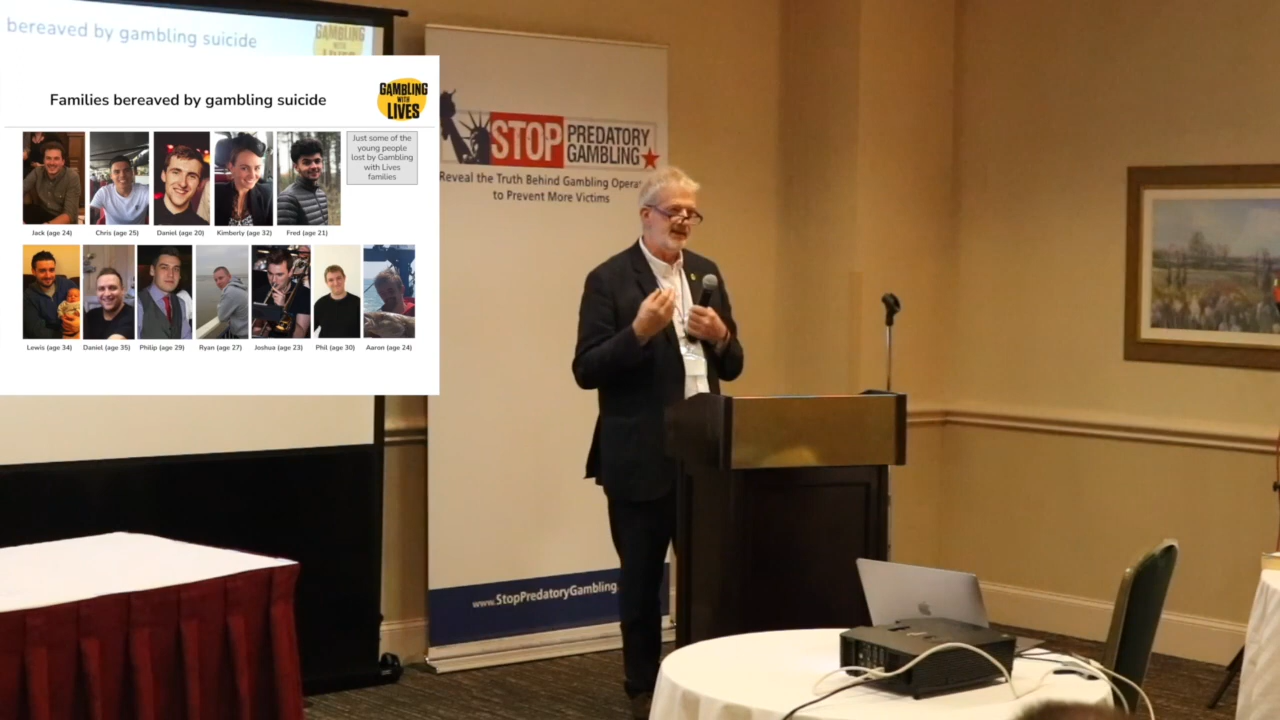 bereaved by gambling suicide
GAMBLING
WITH
Families bereaved by gambling suicide
GAMBLING
WITH
LIVES
Just some of the
young people
lost by Gambling
with Lives
families
Jack (age 24)
Chris (age 25)
Daniel (age 20)
Kimberly (age 32)
Fred (age 21)
Lewis (age 34)
Daniel (age 35)
Philip (age 29)
Ryan (age 27)
Joshua (age 23)
Phil (age 30)
Aaron (age 24)
STOP
PREDATORY
GAMBLING
Reveal the Truth Behind Gambling Opera
to Prevent More Victims
www.StopPredatoryGambling.